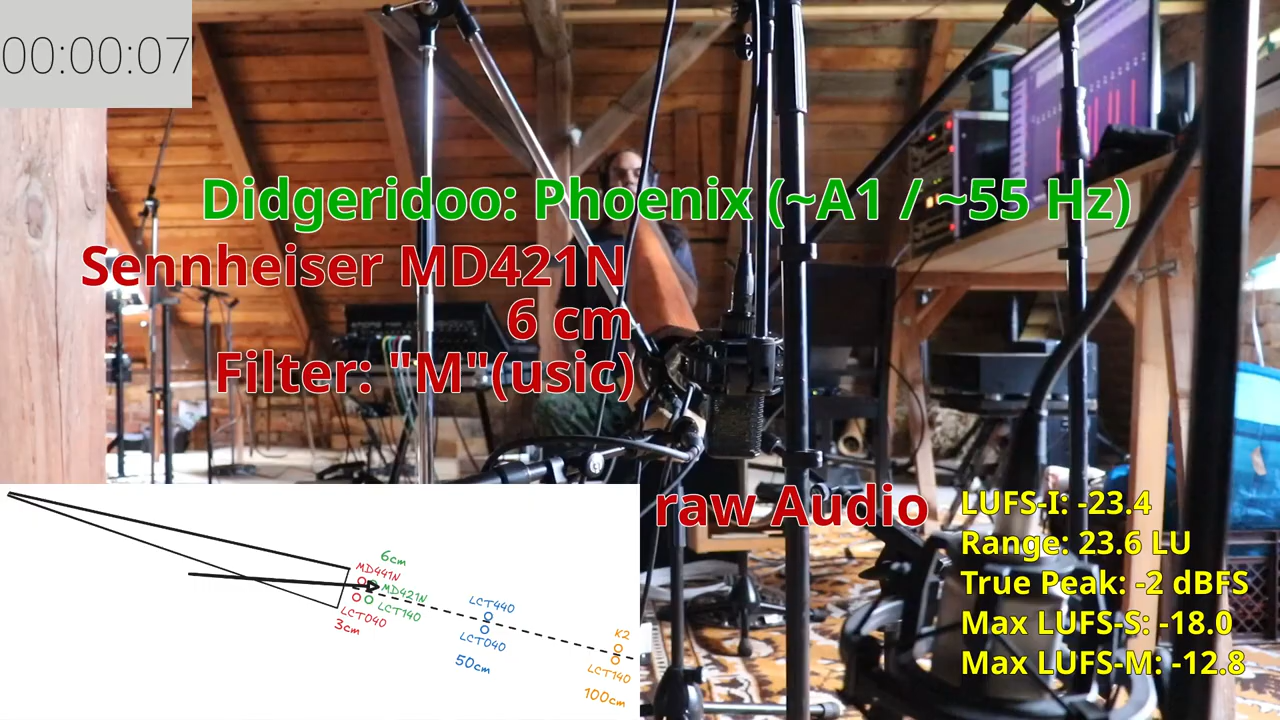 00:00:07
Didgeridoo: Phoenix (~A1 / ~55 Hz)
Sennheiser MD421N
6 cm
Filter: "M"(usic)
raw Audio
LUFS-I: -23.4
Range: 23.6 LU
True Peak: -2 dBFS
Max LUFS-S: -18.0
Max LUFS-M: -12.8
6cm
MD441N
MD421N
LCT140
LCT040
3cm
LCT440
LCT040
50cm
K2
LCT140
100cm